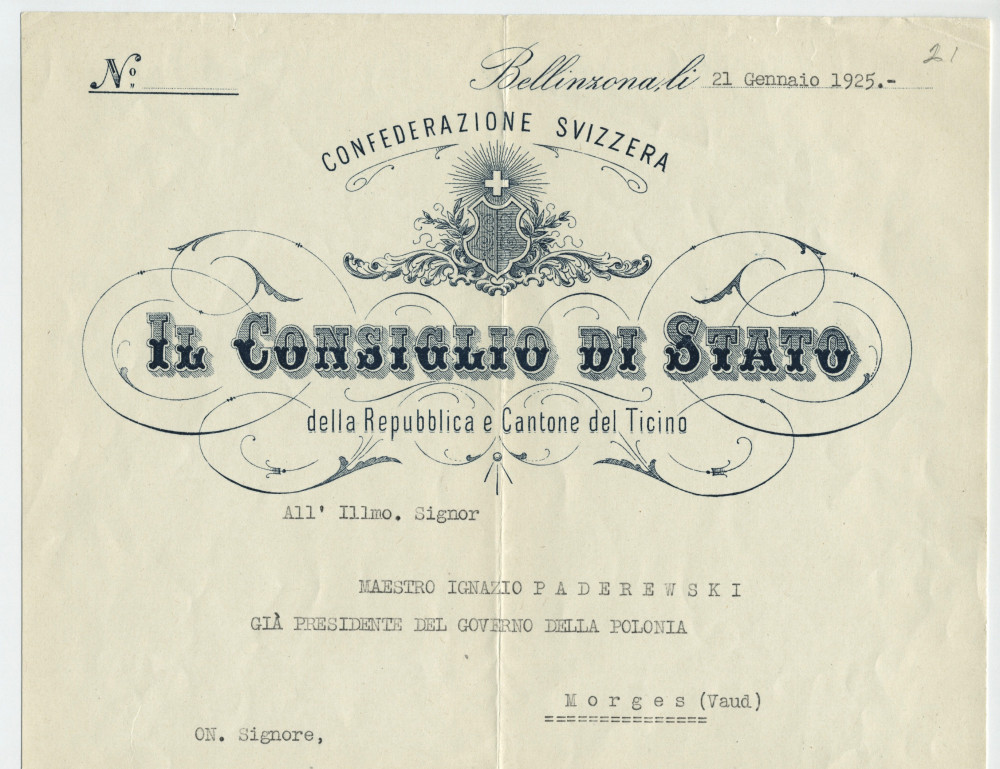 21
Nº
Bellinzona, li 21 Gennaio 1925.-
CONFEDERAZIONE SVIZZERA
IL CONSIGLIO DI STATO
della Repubblica e Cantone del Ticino
All' Illmo. Signor
MAESTRO IGNAZIO P A D E R E W S K I
GIÀ PRESIDENTE DEL GOVERNO DELLA POLONIA
M o r g e s (Vaud)
===============
ON. Signore,